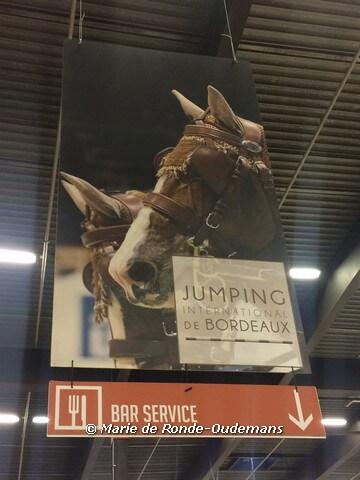 JUMPING
INTERNATIONAL
DE BORDEAUX
BAR SERVICE
© Marie de Ronde-Oudemans